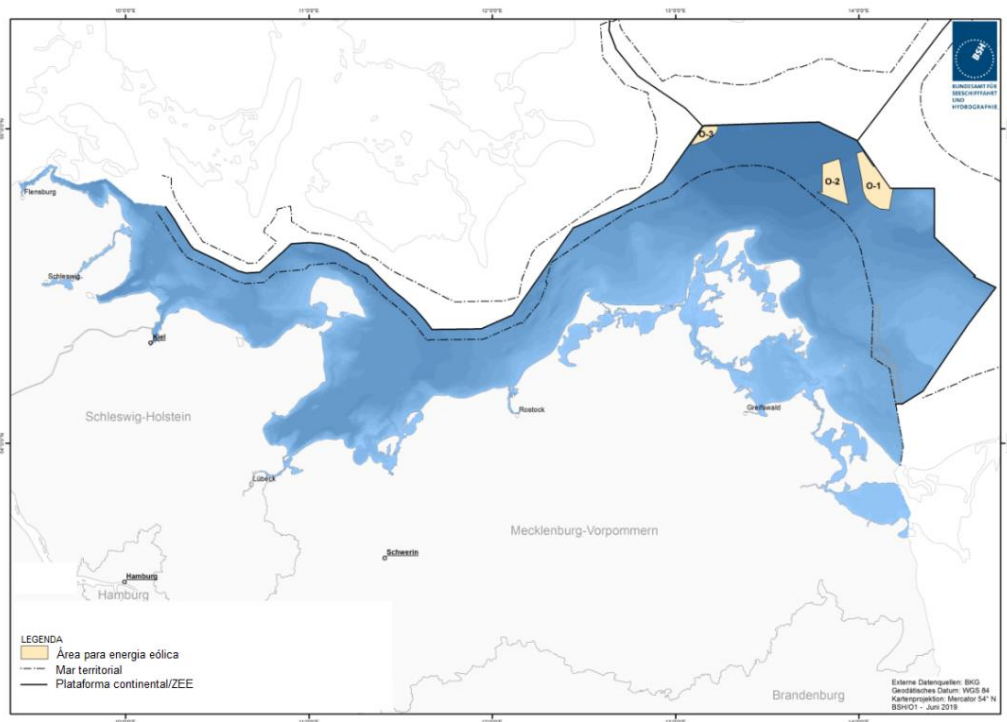 10°0'0"E 11°0'0"E 12°0'0"E 13°0'0"E 14°0'0"E
BSH
BUNDESAMT FÜR
SEESCHIFFFAHRT
UND
HYDROGRAPHIE
O-3
O-2
O-1
Flensburg
Schleswig
Kiel
Schleswig-Holstein
Rostock
Greifswald
Lübeck
Mecklenburg-Vorpommern
Schwerin
Hamburg
Hamburg
LEGENDA
Área para energia eólica
Mar territorial
Plataforma continental/ZEE
Brandenburg
Externe Datenquellen: BKG
Geodätisches Datum: WGS 84
Kartenprojektion: Mercator 54° N
BSH/O1 - Juni 2019